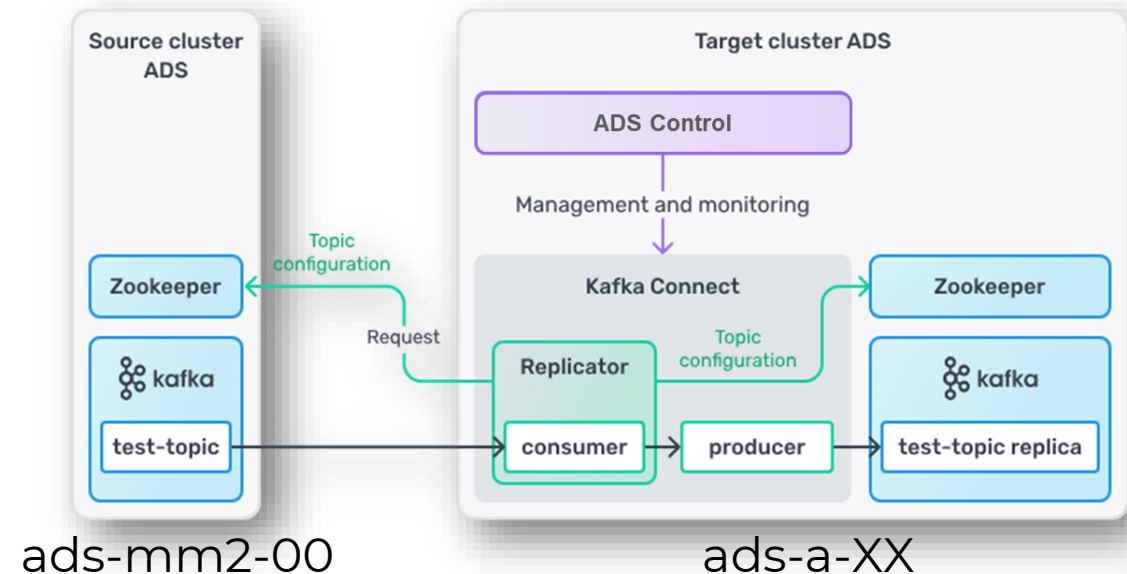 Source cluster
ADS
Target cluster ADS
ADS Control
Management and monitoring
Topic
configuration
Zookeeper
Kafka Connect
Zookeeper
Request
Topic
configuration
Replicator
kafka
kafka
test-topic
consumer
producer
test-topic replica
ads-mm2-00
ads-a-XX